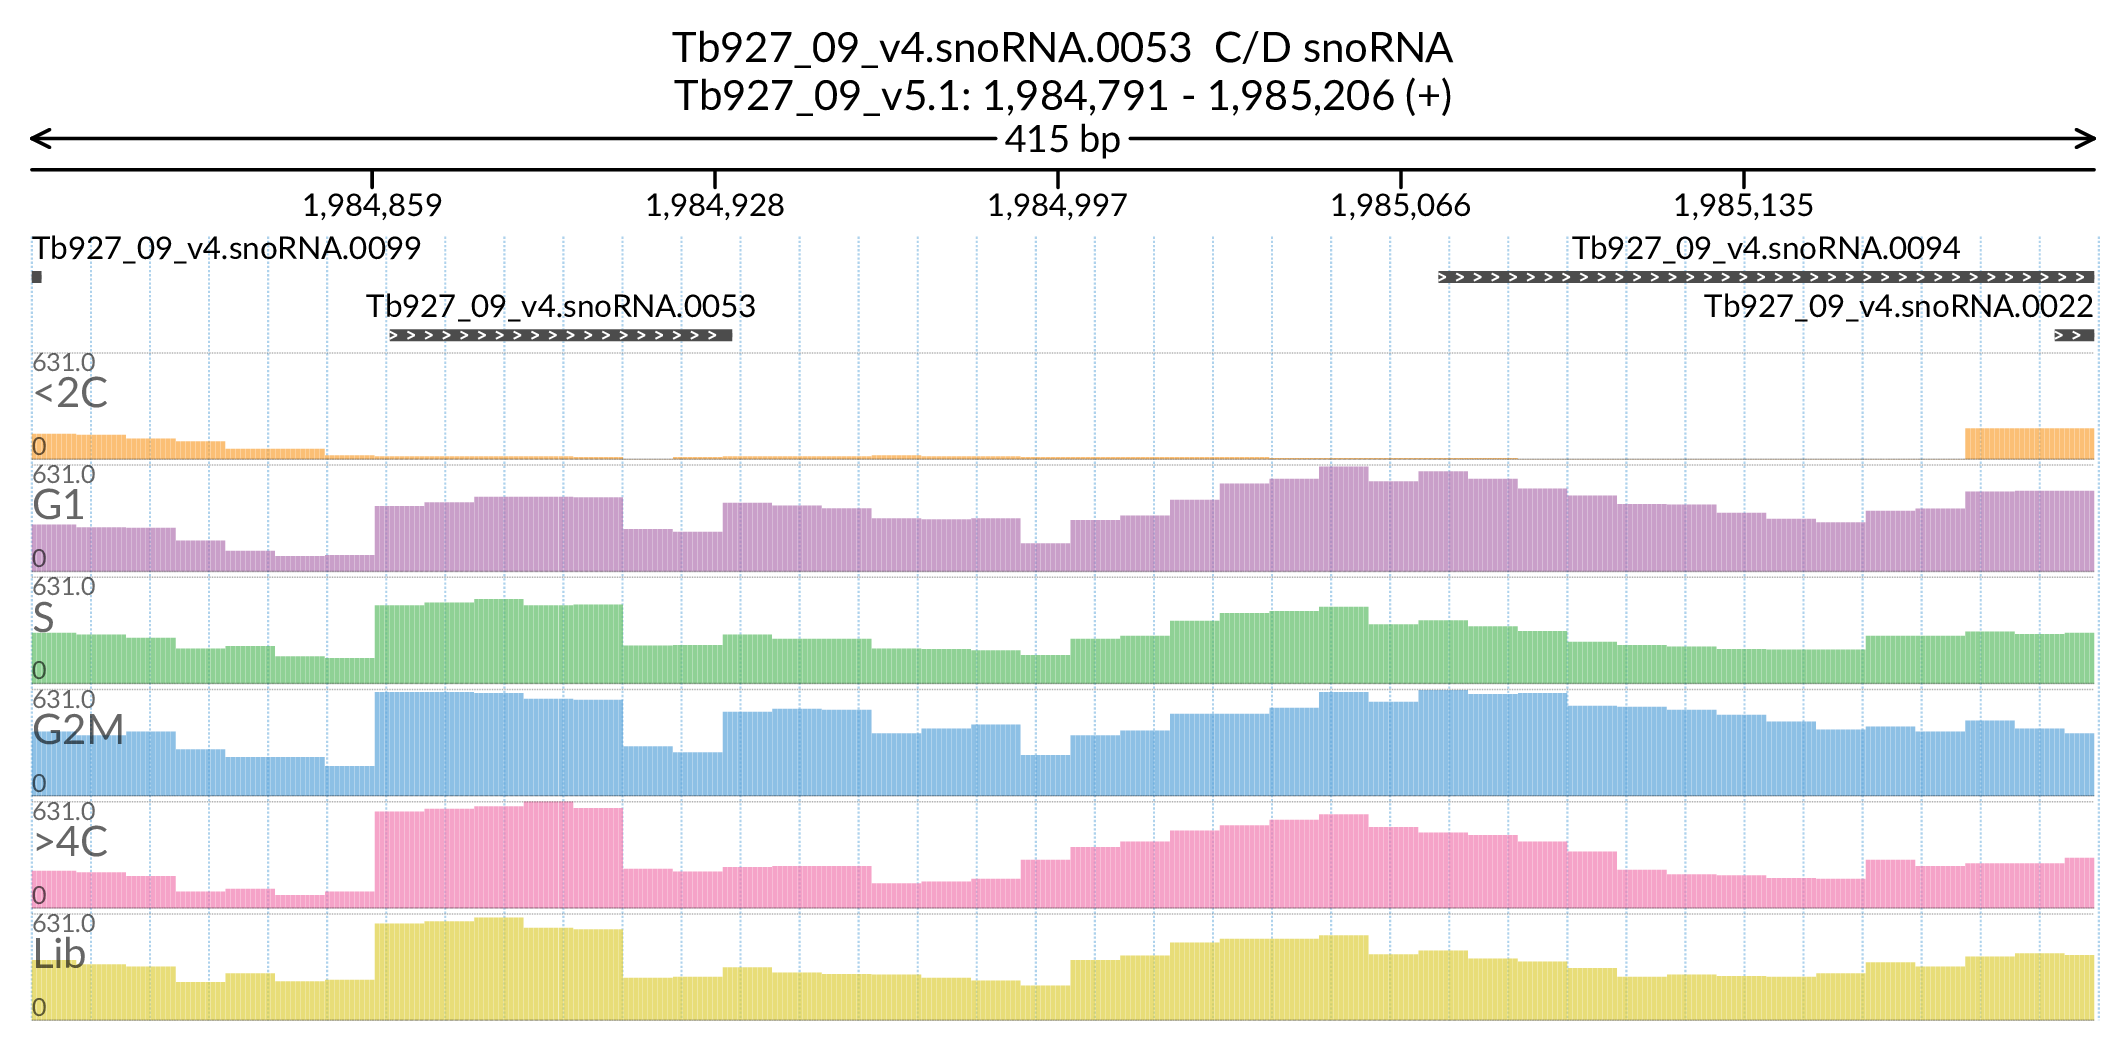 Tb927_09_v4.snoRNA.0053  C/D snoRNA
Tb927_09_v5.1: 1,984,791 - 1,985,206 (+)
415 bp
1,984,859 1,984,928 1,984,997 1,985,066 1,985,135
Tb927_09_v4.snoRNA.0099 Tb927_09_v4.snoRNA.0094
Tb927_09_v4.snoRNA.0053 Tb927_09_v4.snoRNA.0022
631.0
<2C
0
631.0
G1
0
631.0
S
0
631.0
G2M
0
631.0
>4C
0
631.0
Lib
0